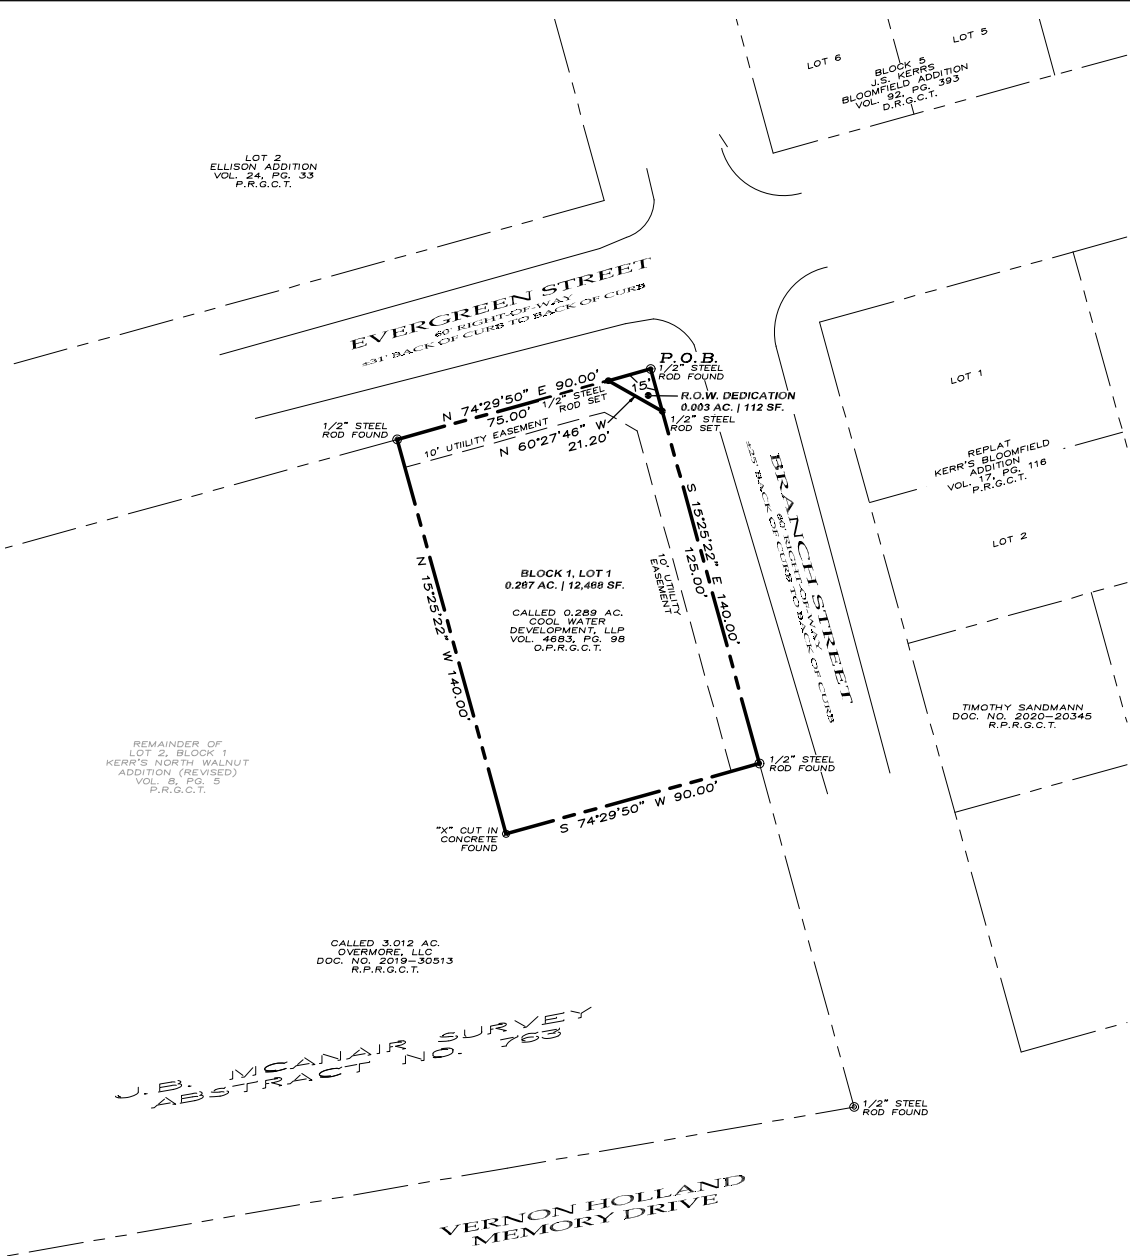 LOT 5
LOT 6
BLOCK 5
J.S. KERRS
BLOOMFIELD ADDITION
VOL. 92, PG. 393
D.R.G.C.T.
LOT 2
ELLISON ADDITION
VOL. 24, PG. 33
P.R.G.C.T.
EVERGREEN STREET
60' RIGHT-OF-WAY
±31' BACK OF CURB TO BACK OF CURB
P.O.B.
1/2" STEEL
ROD FOUND
15'
R.O.W. DEDICATION
0.003 AC. | 112 SF.
1/2" STEEL
ROD SET
N 74°29'50" E 90.00'
75.00'
1/2" STEEL
ROD SET
1/2" STEEL
ROD FOUND
10' UTIILITY EASEMENT
N 60°27'46" W
21.20'
LOT 1
REPLAT
KERR'S BLOOMFIELD
ADDITION
VOL. 17, PG. 116
P.R.G.C.T.
LOT 2
BRANCH STREET
80' RIGHT-OF-WAY
±25' BACK OF CURB TO BACK OF CURB
S 15°25'22" E 140.00'
125.00'
10' UTIILITY
EASEMENT
N 15°25'22" W 140.00'
BLOCK 1, LOT 1
0.287 AC. | 12,488 SF.
CALLED 0.289 AC.
COOL WATER
DEVELOPMENT, LLP
VOL. 4683, PG. 98
O.P.R.G.C.T.
TIMOTHY SANDMANN
DOC. NO. 2020-20345
R.P.R.G.C.T.
REMAINDER OF
LOT 2, BLOCK 1
KERR'S NORTH WALNUT
ADDITION (REVISED)
VOL. 8, PG. 5
P.R.G.C.T.
1/2" STEEL
ROD FOUND
S 74°29'50" W 90.00'
"X" CUT IN
CONCRETE
FOUND
CALLED 3.012 AC.
OVERMORE, LLC
DOC. NO. 2019-30513
R.P.R.G.C.T.
J.B. MCANAIR SURVEY
ABSTRACT NO. 763
1/2" STEEL
ROD FOUND
VERNON HOLLAND
MEMORY DRIVE